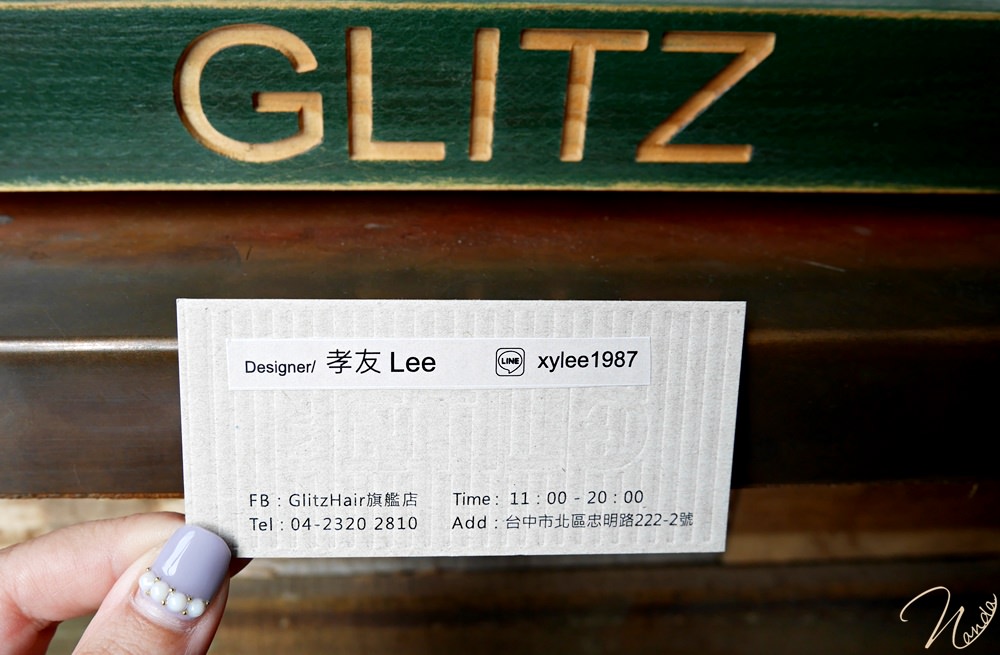 GLITZ
Designer/ 孝友 Lee LINE xylee1987
FB : GlitzHair旗艦店 Time : 11 : 00 - 20 : 00
Tel : 04-2320 2810 Add : 台中市北區忠明路222-2號
Nanda